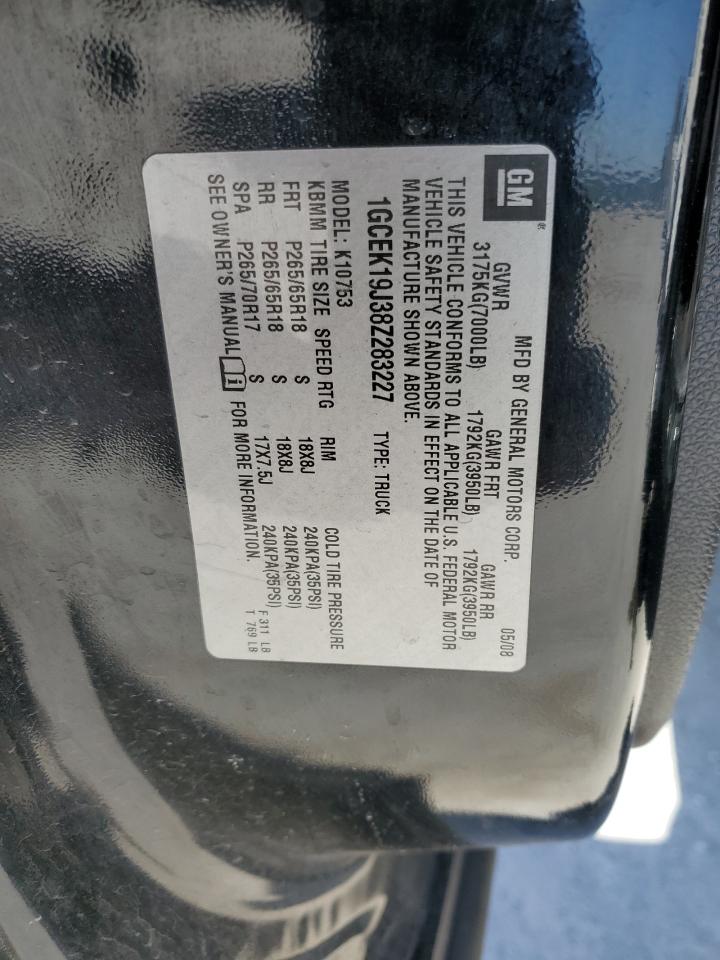 GM®
MFD BY GENERAL MOTORS CORP. 05/08
GVWR GAWR FRT GAWR RR
3175KG(7000LB) 1792KG(3950LB) 1792KG(3950LB)
THIS VEHICLE CONFORMS TO ALL APPLICABLE U.S. FEDERAL MOTOR
VEHICLE SAFETY STANDARDS IN EFFECT ON THE DATE OF
MANUFACTURE SHOWN ABOVE.
1GCEK19J38Z283227 TYPE: TRUCK
MODEL: K10753
KBMM TIRE SIZE SPEED RTG RIM COLD TIRE PRESSURE
FRT P265/65R18 S 18X8J 240KPA(35PSI)
RR P265/65R18 S 18X8J 240KPA(35PSI)
SPA P265/70R17 S 17X7.5J 240KPA(35PSI) F 311 LB
SEE OWNER'S MANUAL i FOR MORE INFORMATION. T 769 LB